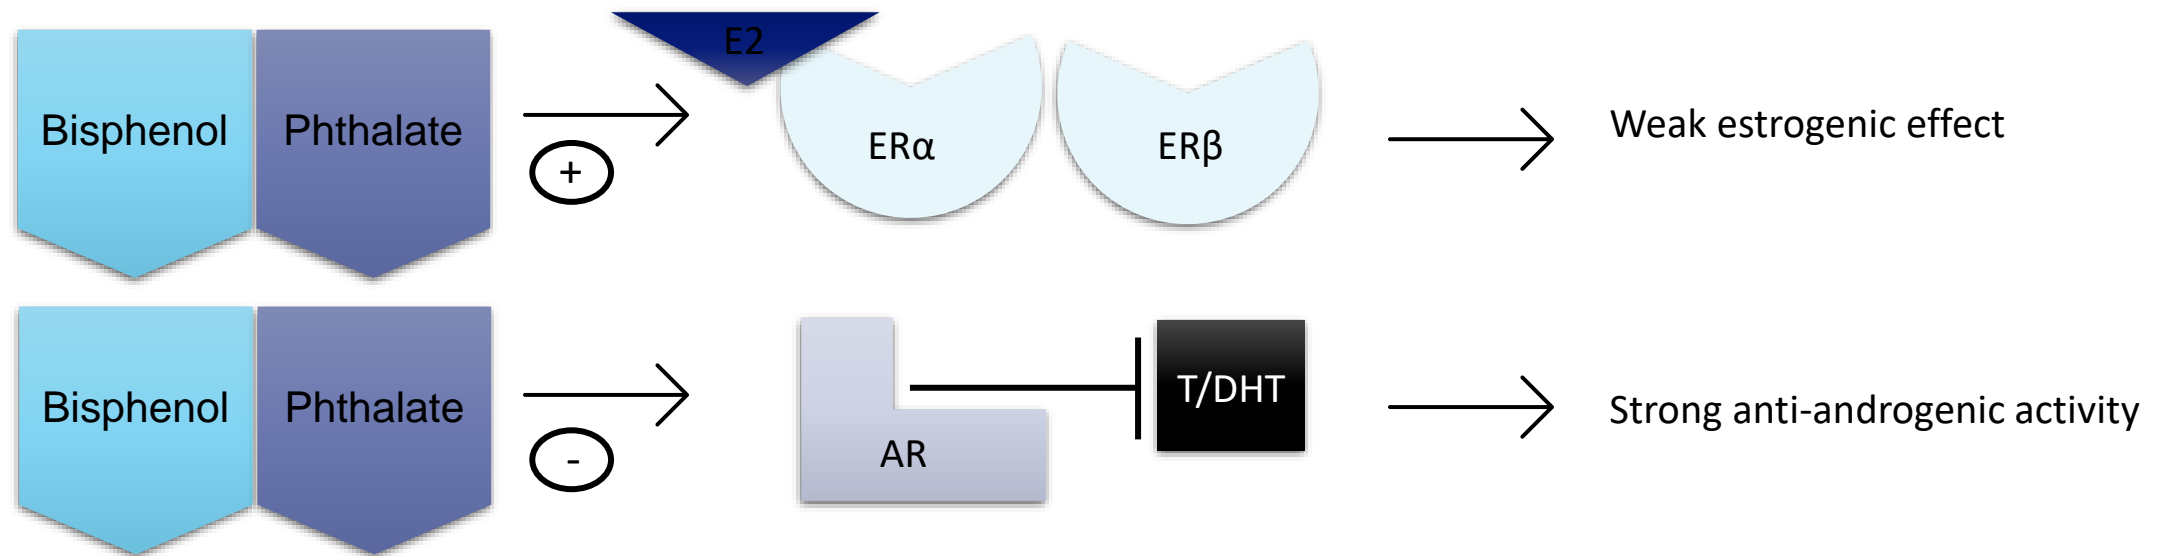 Bisphenol
Phthalate
+
E2
ERα
ERβ
Weak estrogenic effect
Bisphenol
Phthalate
-
AR
T/DHT
Strong anti-androgenic activity